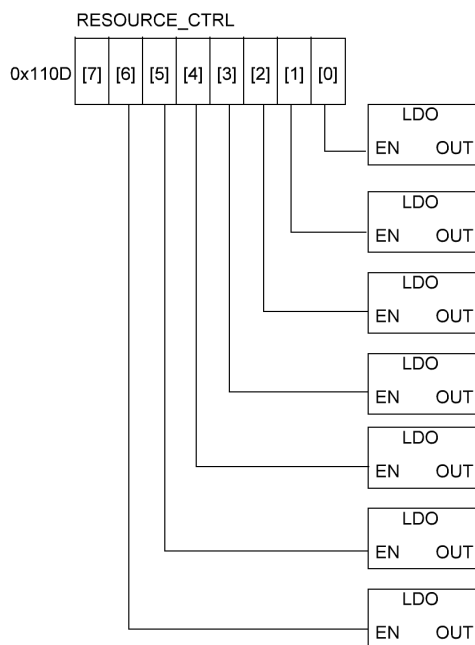 RESOURCE_CTRL
0x110D [7] [6] [5] [4] [3] [2] [1] [0]
LDO
EN OUT
LDO
EN OUT
LDO
EN OUT
LDO
EN OUT
LDO
EN OUT
LDO
EN OUT
LDO
EN OUT